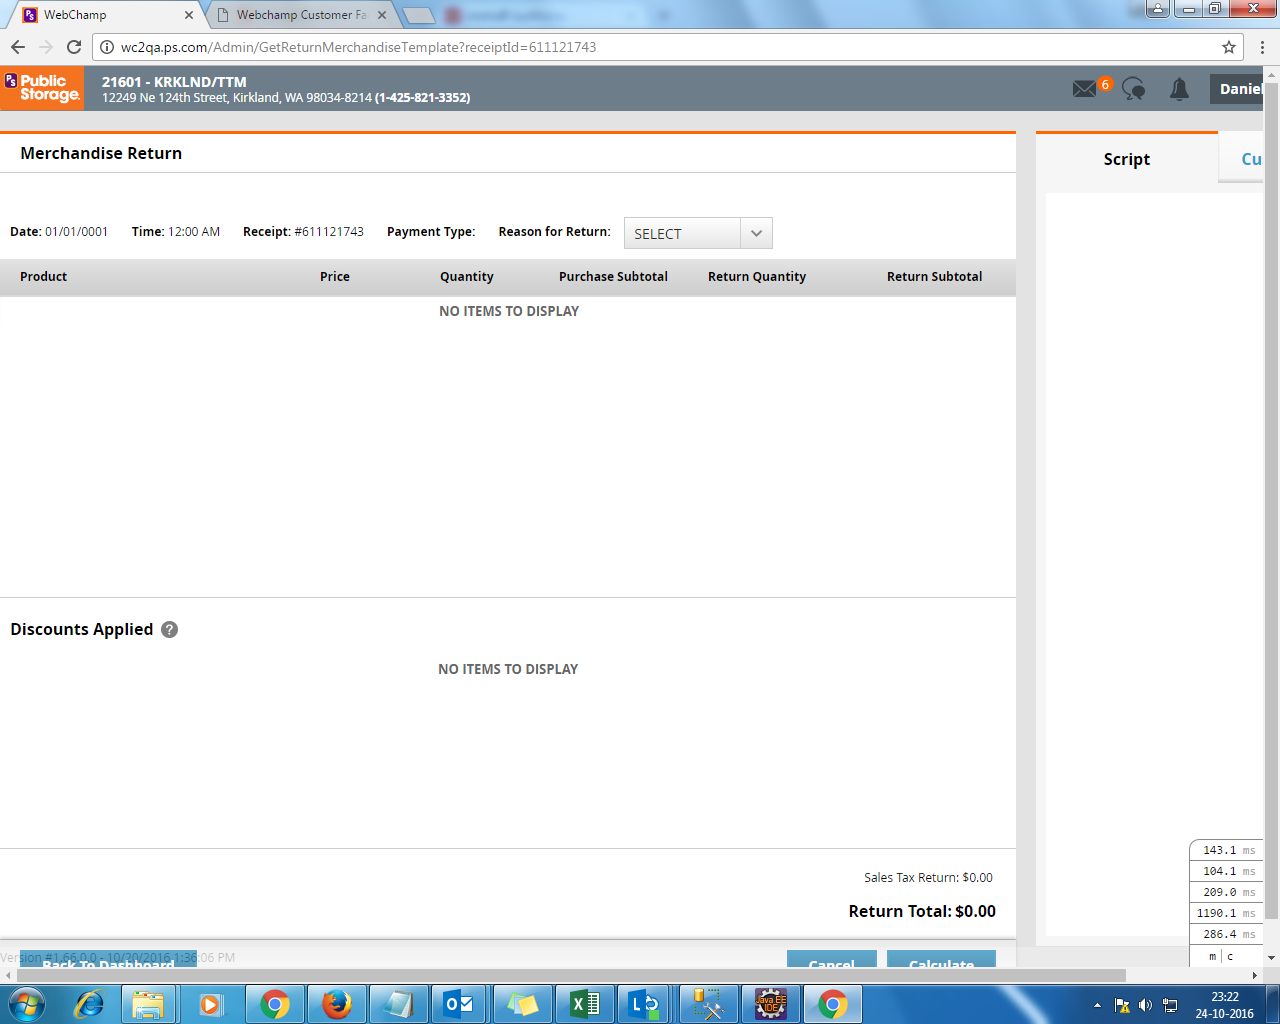 WebChamp
Webchamp Customer Fa
wc2qa.ps.com/Admin/GetReturnMerchandiseTemplate?receiptId=611121743
PS Public Storage.
21601 - KRKLND/TTM
12249 Ne 124th Street, Kirkland, WA 98034-8214 (1-425-821-3352)
6
Daniel
Merchandise Return
Script
Cu
Date: 01/01/0001 Time: 12:00 AM Receipt: #611121743 Payment Type: Reason for Return: SELECT
Product Price Quantity Purchase Subtotal Return Quantity Return Subtotal
NO ITEMS TO DISPLAY
Discounts Applied ?
NO ITEMS TO DISPLAY
143.1 ms
104.1 ms
209.0 ms
1190.1 ms
286.4 ms
m | c
Sales Tax Return: $0.00
Return Total: $0.00
Version #1.66.0.0 - 10/20/2016 1:36:06 PM
Back To Dashboard Cancel Calculate
Java EE
IDE
23:22
24-10-2016